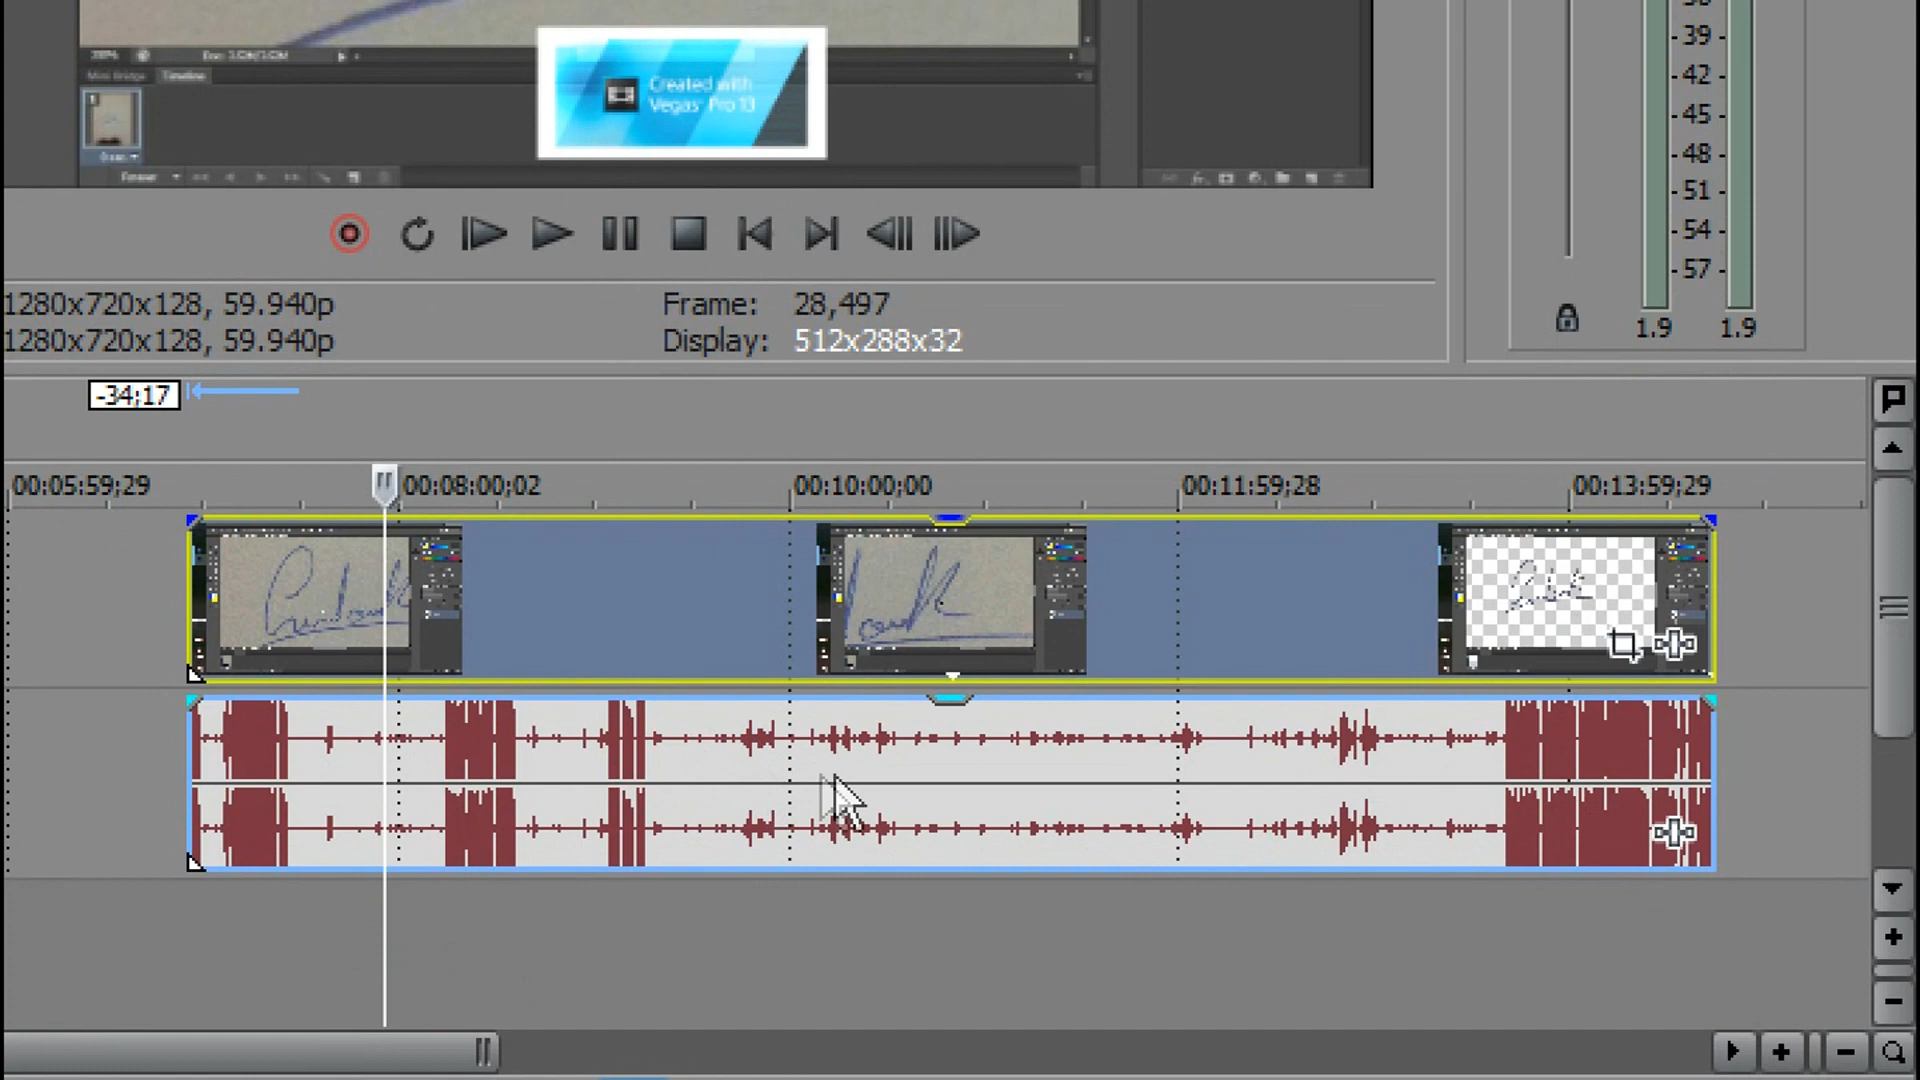 Mini Bridge Timeline
Created with
Vegas Pro 13
-39 -
-42 -
-45 -
-48 -
-51 -
-54 -
-57 -
1.9 1.9
1280x720x128, 59.940p
Frame: 28,497
1280x720x128, 59.940p
Display: 512x288x32
-34;17
00:05:59;29 00:08:00;02 00:10:00;00 00:11:59;28 00:13:59;29